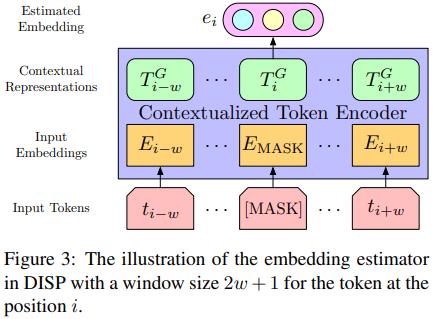 Estimated
Embedding
e_i
Contextual
Representations
T^G_{i−w} · · · T^G_i · · · T^G_{i+w}
Contextualized Token Encoder
Input
Embeddings
E_{i−w} · · · E_MASK · · · E_{i+w}
Input Tokens
t_{i−w} · · · [MASK] · · · t_{i+w}
Figure 3: The illustration of the embedding estimator
in DISP with a window size 2w + 1 for the token at the
position i.